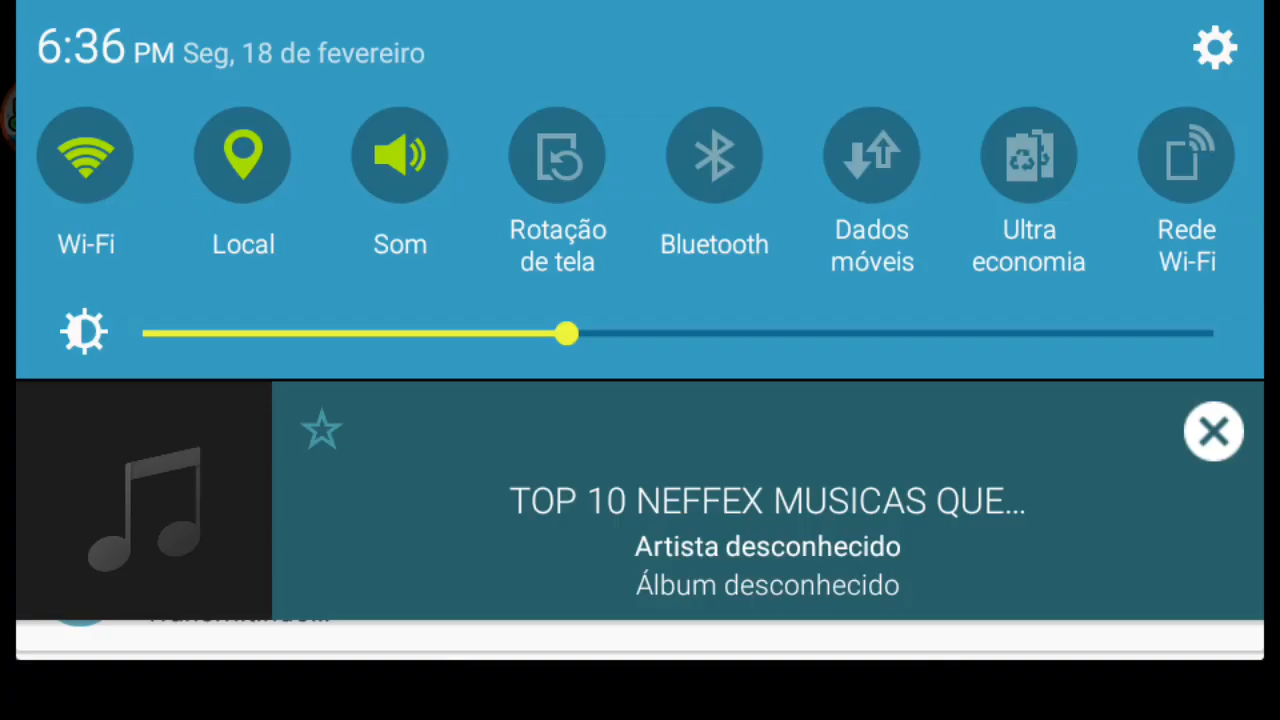 6:36 PM Seg, 18 de fevereiro
Wi-Fi
Local
Som
Rotação
de tela
Bluetooth
Dados
móveis
Ultra
economia
Rede
Wi-Fi
TOP 10 NEFFEX MUSICAS QUE...
Artista desconhecido
Álbum desconhecido